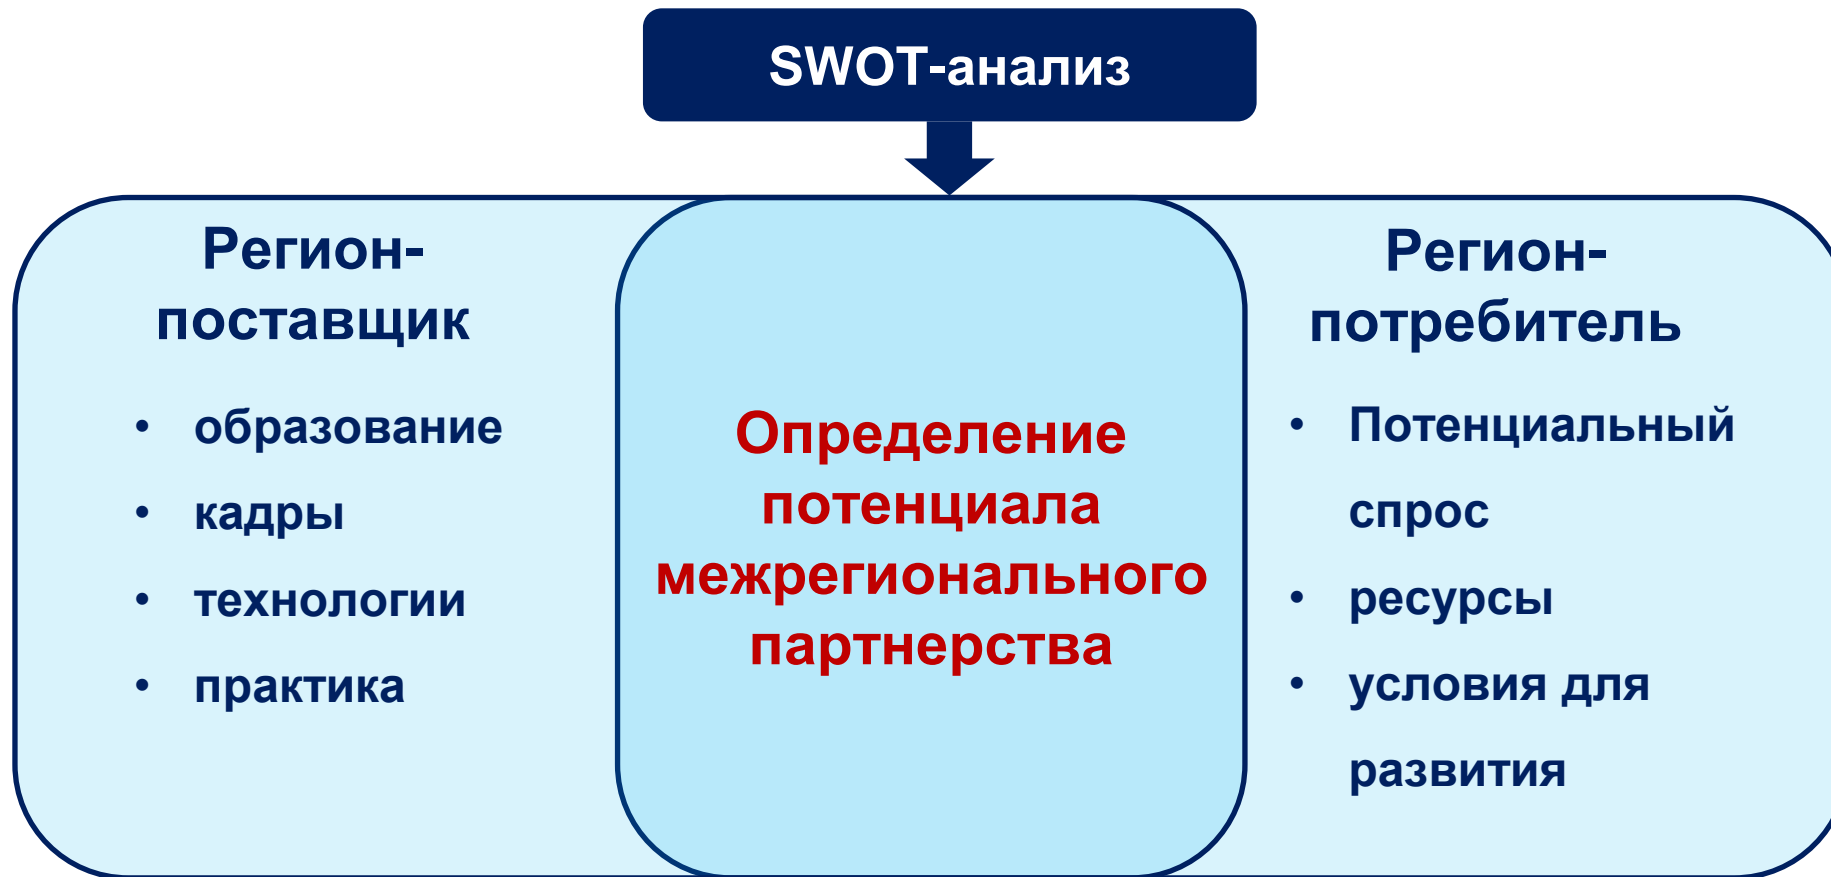 SWOT-анализ
Регион-
поставщик
• образование
• кадры
• технологии
• практика
Определение
потенциала
межрегионального
партнерства
Регион-
потребитель
• Потенциальный
спрос
• ресурсы
• условия для
развития